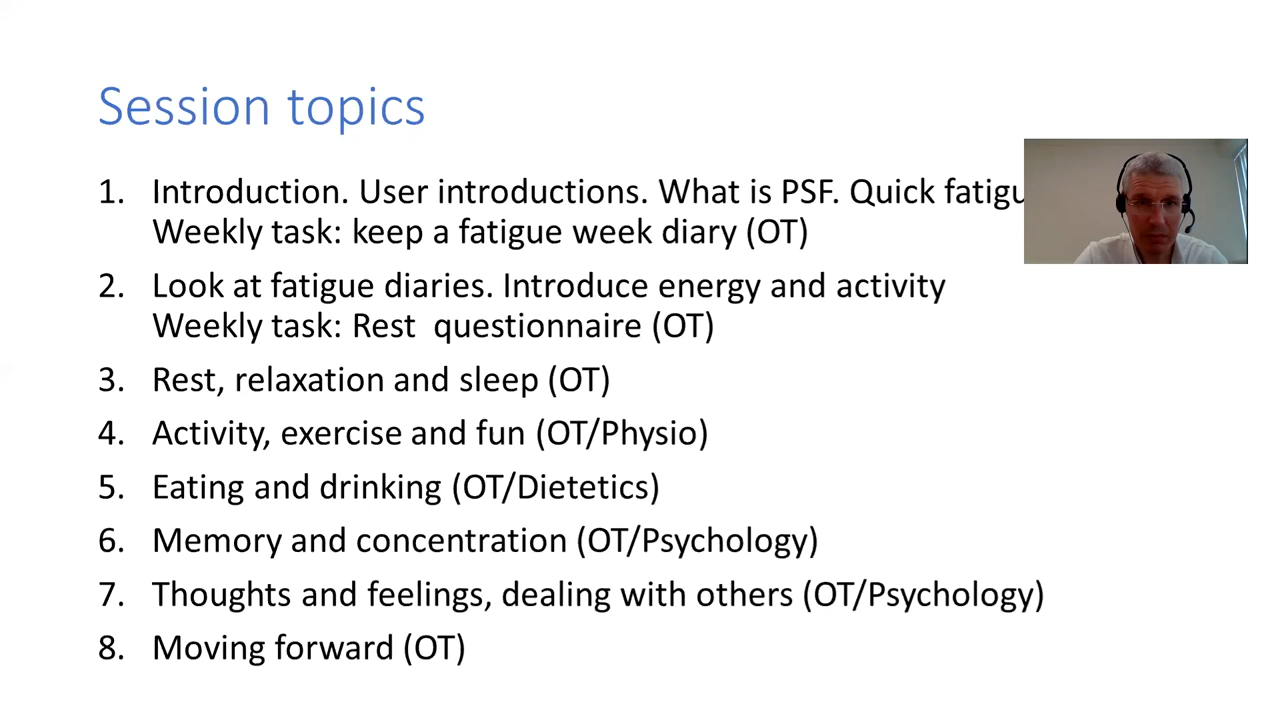 Session topics
1. Introduction. User introductions. What is PSF. Quick
Weekly task: keep a fatigue week diary (OT)
2. Look at fatigue diaries. Introduce energy and activity
Weekly task: Rest questionnaire (OT)
3. Rest, relaxation and sleep (OT)
4. Activity, exercise and fun (OT/Physio)
5. Eating and drinking (OT/Dietetics)
6. Memory and concentration (OT/Psychology)
7. Thoughts and feelings, dealing with others (OT/Psychology)
8. Moving forward (OT)